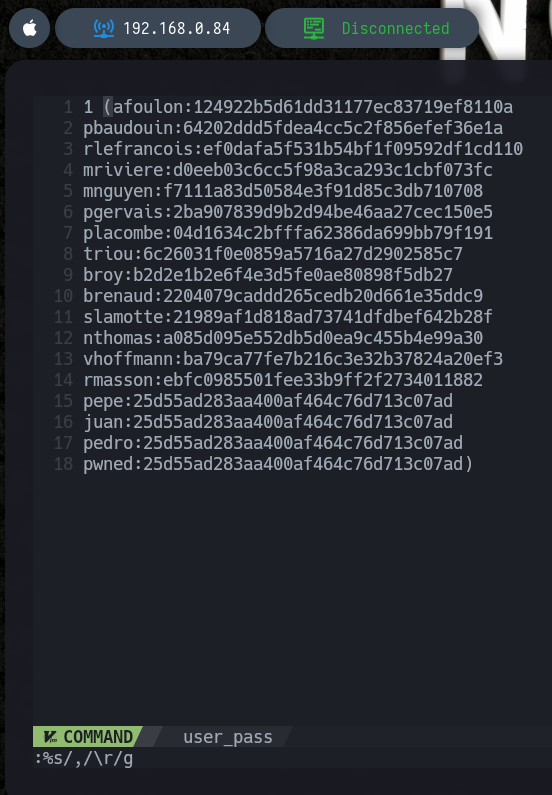 192.168.0.84 Disconnected
1 1 (afoulon:124922b5d61dd31177ec83719ef8110a
2 pbaudouin:64202ddd5fdea4cc5c2f856efef36e1a
3 rlefrancois:ef0dafa5f531b54bf1f09592df1cd110
4 mriviere:d0eeb03c6cc5f98a3ca293c1cbf073fc
5 mnguyen:f7111a83d50584e3f91d85c3db710708
6 pgervais:2ba907839d9b2d94be46aa27cec150e5
7 placombe:04d1634c2bfffa62386da699bb79f191
8 triou:6c26031f0e0859a5716a27d2902585c7
9 broy:b2d2e1b2e6f4e3d5fe0ae80898f5db27
10 brenaud:2204079caddd265cedb20d661e35ddc9
11 slamotte:21989af1d818ad73741dfdbef642b28f
12 nthomas:a085d095e552db5d0ea9c455b4e99a30
13 vhoffmann:ba79ca77fe7b216c3e32b37824a20ef3
14 rmasson:ebfc0985501fee33b9ff2f2734011882
15 pepe:25d55ad283aa400af464c76d713c07ad
16 juan:25d55ad283aa400af464c76d713c07ad
17 pedro:25d55ad283aa400af464c76d713c07ad
18 pwned:25d55ad283aa400af464c76d713c07ad)
COMMAND user_pass
:%s/,/\r/g